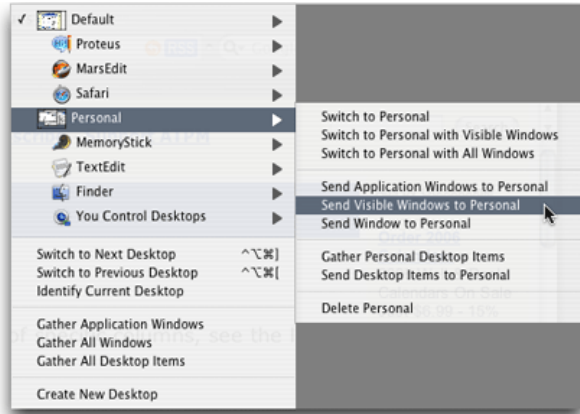 ✓ Default
Proteus
MarsEdit
Safari
Personal
MemoryStick
TextEdit
Finder
You Control Desktops
Switch to Next Desktop ^⌥⌘]
Switch to Previous Desktop ^⌥⌘[
Identify Current Desktop
Gather Application Windows
Gather All Windows
Gather All Desktop Items
Create New Desktop
Switch to Personal
Switch to Personal with Visible Windows
Switch to Personal with All Windows
Send Application Windows to Personal
Send Visible Windows to Personal
Send Window to Personal
Gather Personal Desktop Items
Send Desktop Items to Personal
Delete Personal
Calendars On Sale